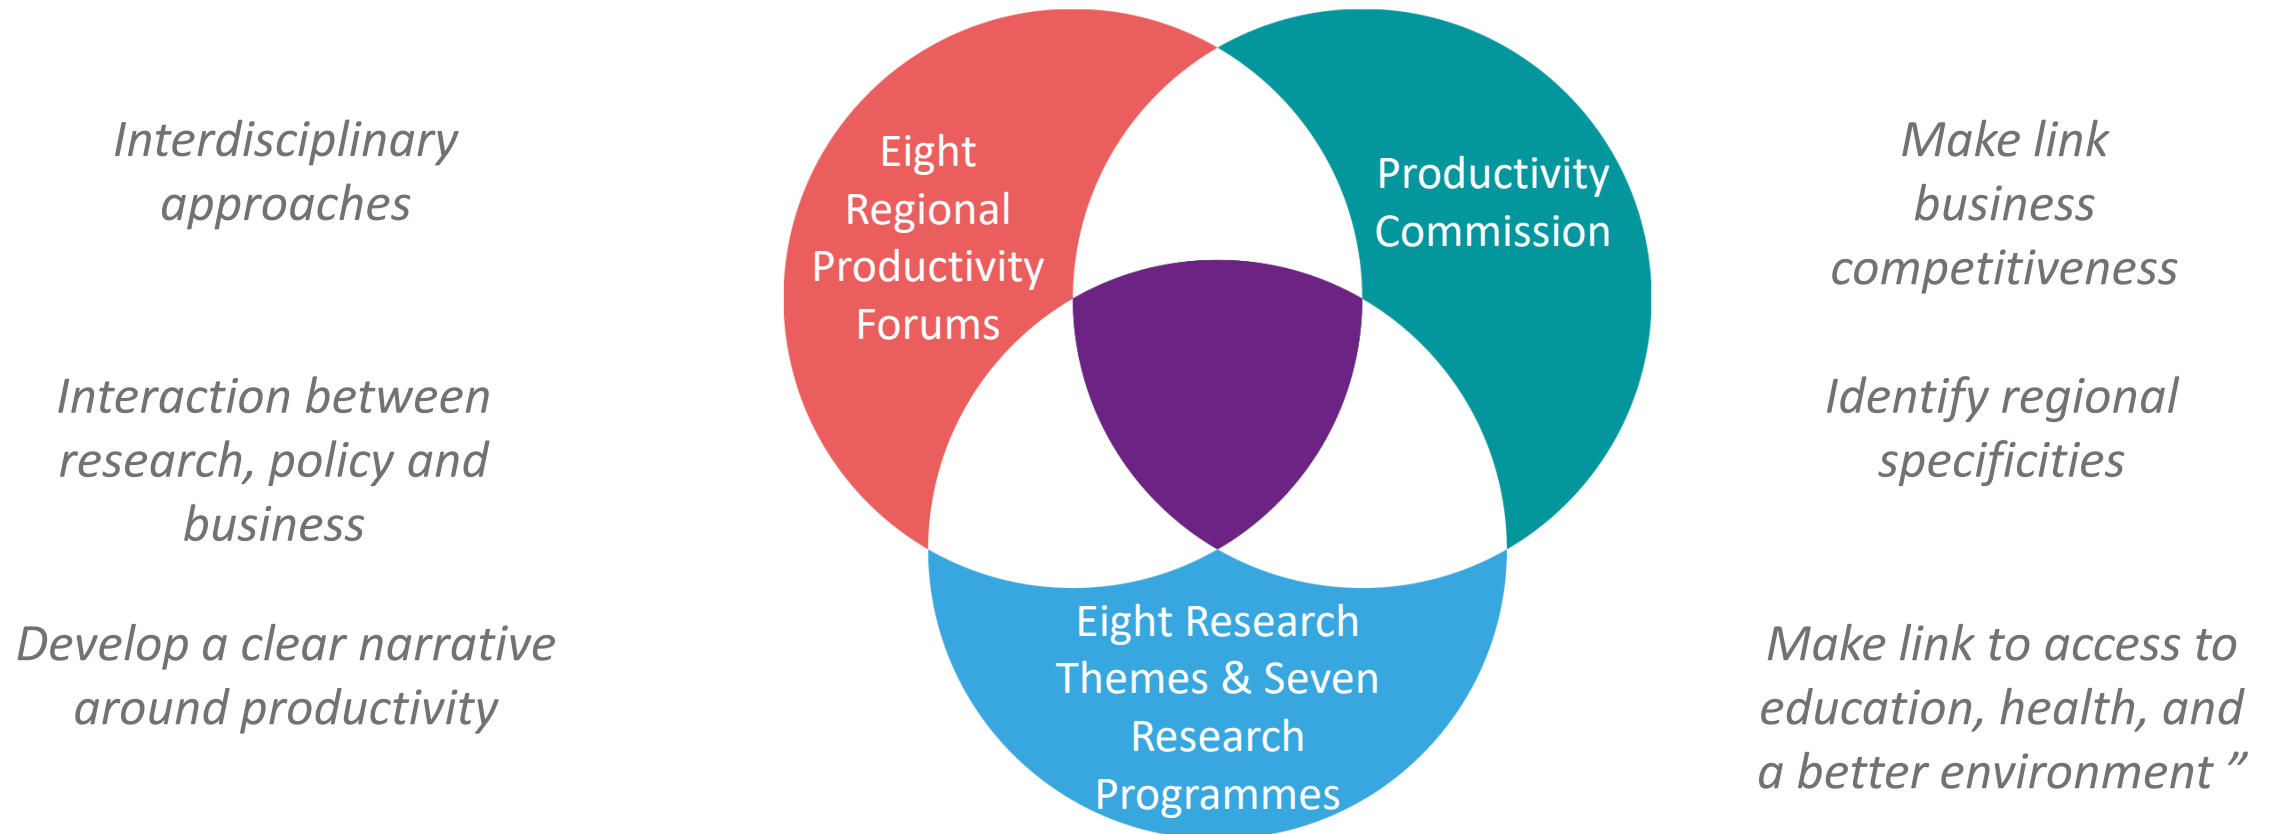 Interdisciplinary
approaches
Interaction between
research, policy and
business
Develop a clear narrative
around productivity
Eight
Regional
Productivity
Forums
Productivity
Commission
Eight Research
Themes & Seven
Research
Programmes
Make link
business
competitiveness
Identify regional
specificities
Make link to access to
education, health, and
a better environment ”